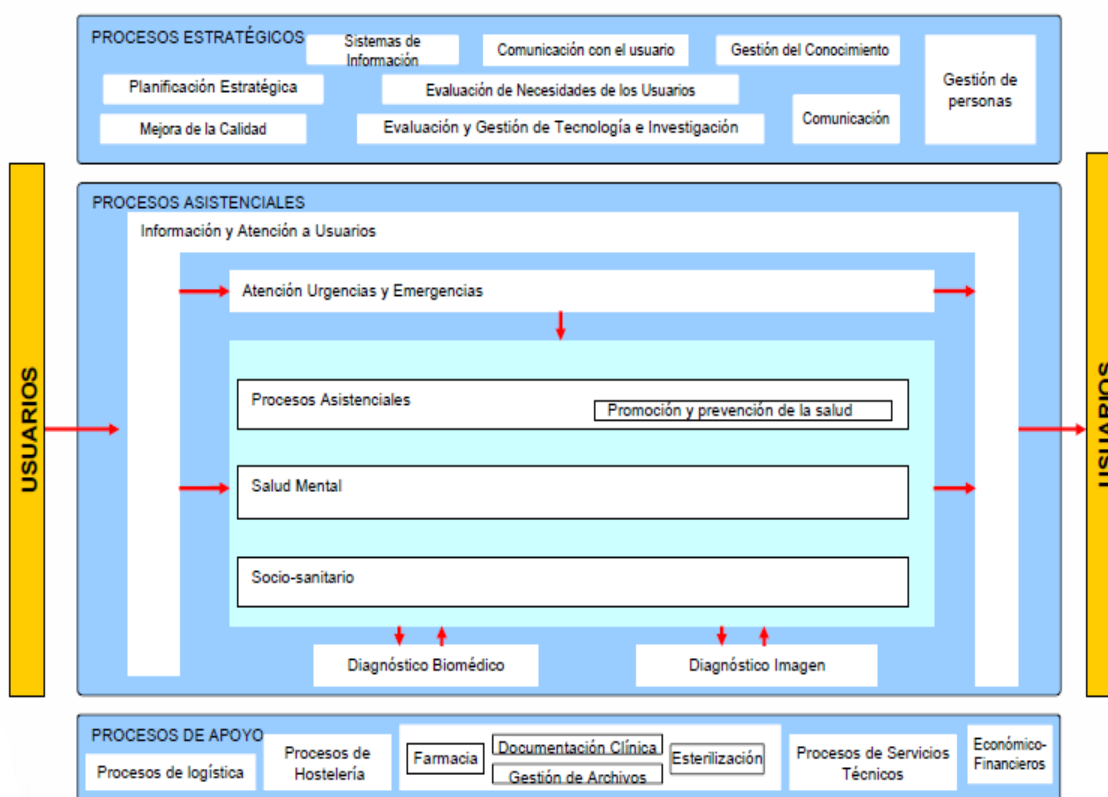 PROCESOS ESTRATÉGICOS
Sistemas de
Información
Comunicación con el usuario
Gestión del Conocimiento
Gestión de
personas
Planificación Estratégica
Evaluación de Necesidades de los Usuarios
Mejora de la Calidad
Evaluación y Gestión de Tecnología e Investigación
Comunicación
USUARIOS
PROCESOS ASISTENCIALES
Información y Atención a Usuarios
Atención Urgencias y Emergencias
Procesos Asistenciales
Promoción y prevención de la salud
Salud Mental
Socio-sanitario
Diagnóstico Biomédico
Diagnóstico Imagen
USUARIOS
PROCESOS DE APOYO
Procesos de logística
Procesos de
Hostelería
Farmacia
Documentación Clínica
Gestión de Archivos
Esterilización
Procesos de Servicios
Técnicos
Económico-
Financieros